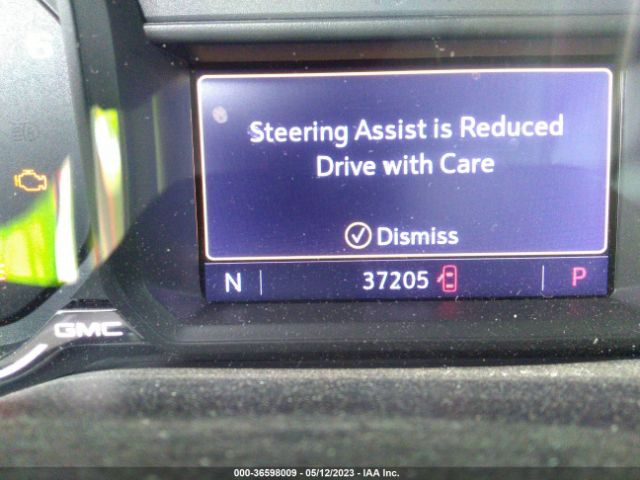 Steering Assist is Reduced
Drive with Care
Dismiss
N 37205 P
GMC
000-36598009 - 05/12/2023 - IAA Inc.